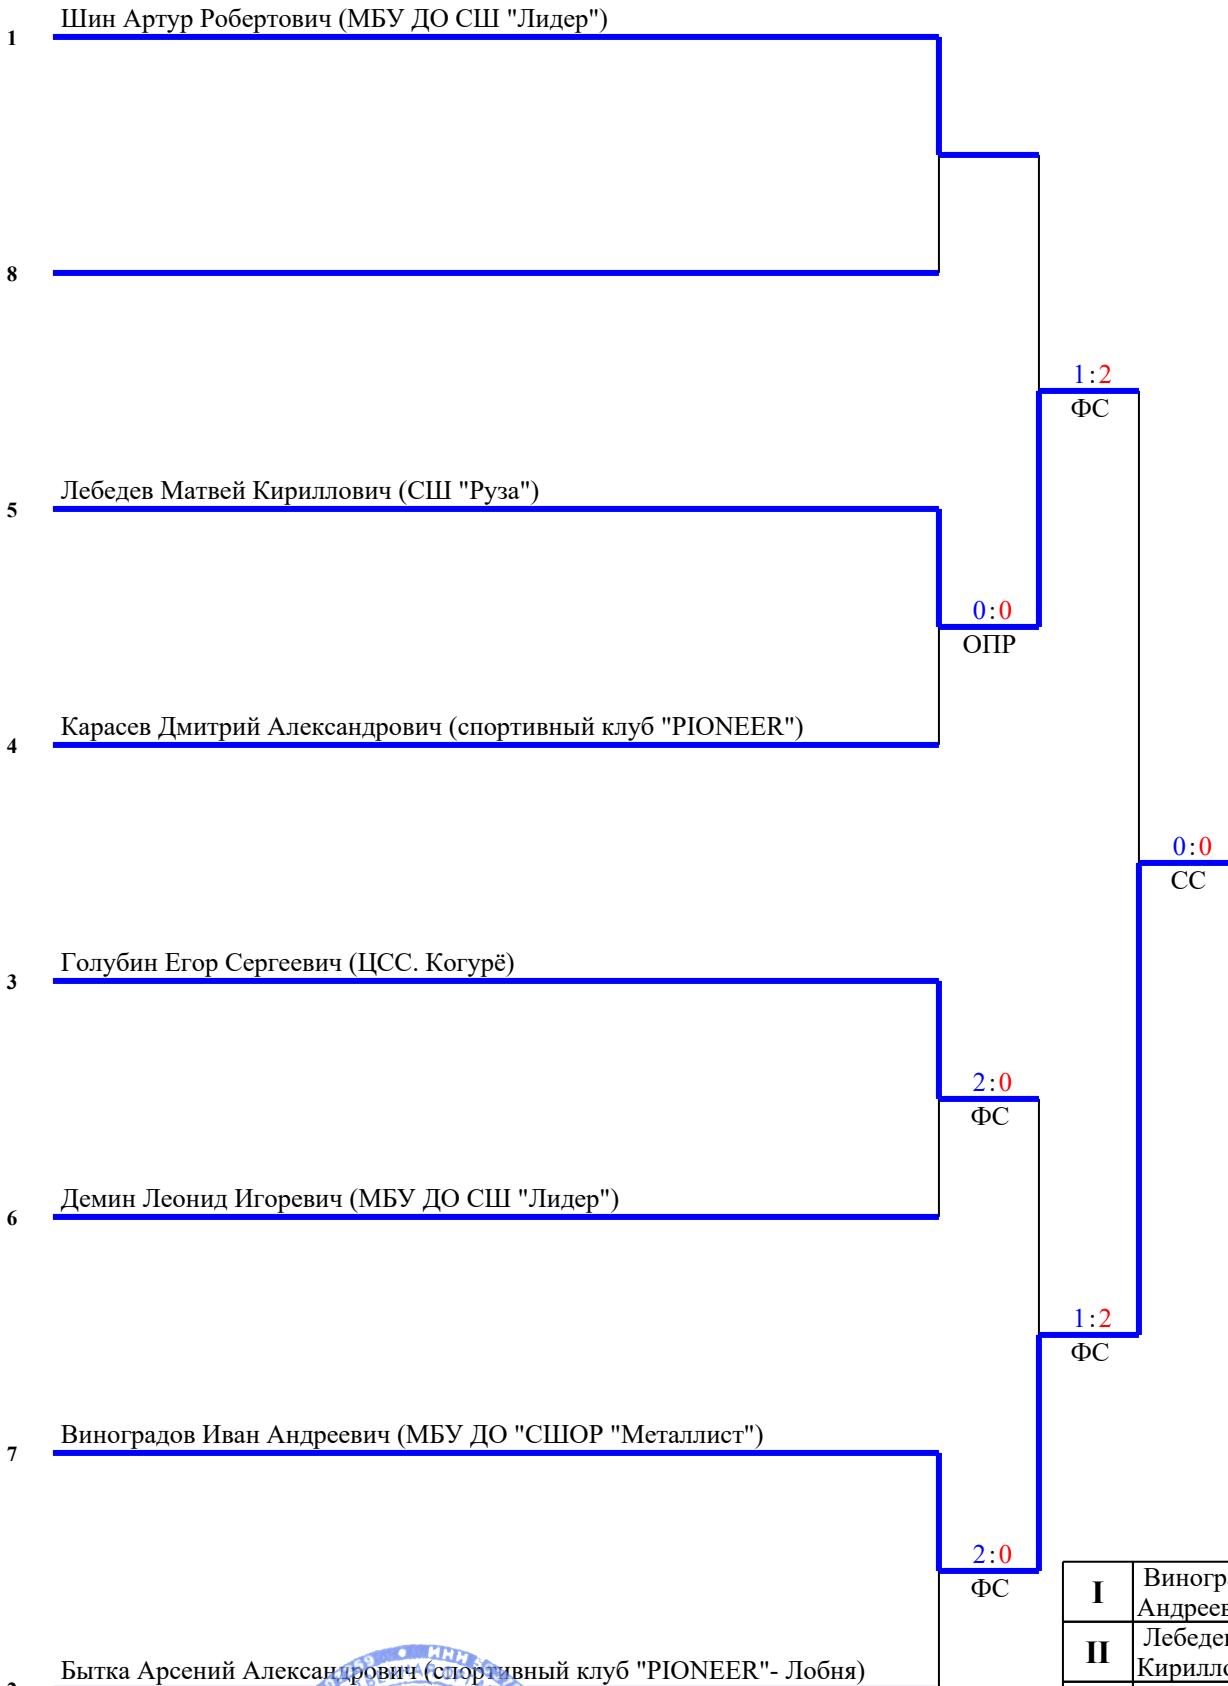 Шин Артур Робертович (МБУ ДО СШ "Лидер")
1
8
1:2
ФС
Лебедев Матвей Кириллович (СШ "Руза")
5
0:0
ОПР
Карасев Дмитрий Александрович (спортивный клуб "PIONEER")
4
0:0
СС
Голубин Егор Сергеевич (ЦСС. Когурё)
3
2:0
ФС
Демин Леонид Игоревич (МБУ ДО СШ "Лидер")
6
1:2
ФС
Виноградов Иван Андреевич (МБУ ДО "СШОР "Металлист")
7
2:0
ФС
I
II
Бытка Арсений Александрович (спортивный клуб "PIONEER"- Лобня)
ИНН